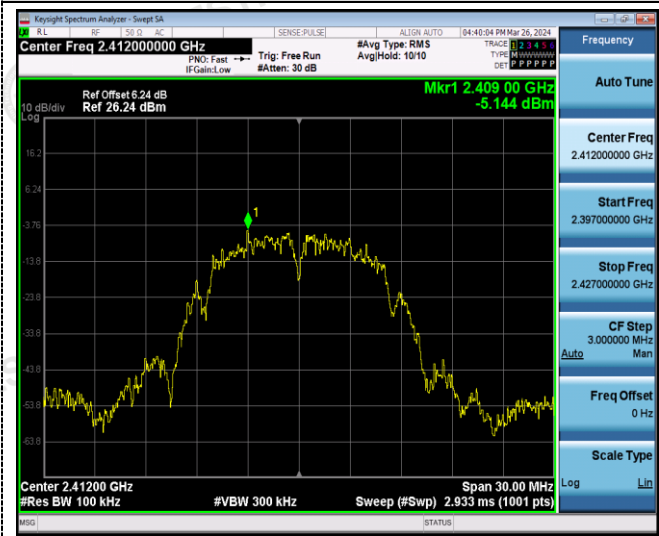 Keysight Spectrum Analyzer - Swept SA
RL RF 50 Ω AC SENSE:PULSE ALIGN AUTO 04:40:04 PM Mar 26, 2024
Center Freq 2.412000000 GHz
PNO: Fast Trig: Free Run
IFGain:Low #Atten: 30 dB
#Avg Type: RMS
Avg|Hold: 10/10
TRACE 1 2 3 4 5 6
TYPE M
DET P P P P P P
Ref Offset 6.24 dB
10 dB/div Ref 26.24 dBm
Log
Mkr1 2.409 00 GHz
-5.144 dBm
16.2
6.24
-3.76
-13.8
-23.8
-33.8
-43.8
-53.8
-63.8
1
Center 2.41200 GHz Span 30.00 MHz
#Res BW 100 kHz #VBW 300 kHz Sweep (#Swp) 2.933 ms (1001 pts)
MSG STATUS
Frequency
Auto Tune
Center Freq
2.412000000 GHz
Start Freq
2.397000000 GHz
Stop Freq
2.427000000 GHz
CF Step
3.000000 MHz
Auto Man
Freq Offset
0 Hz
Scale Type
Log Lin